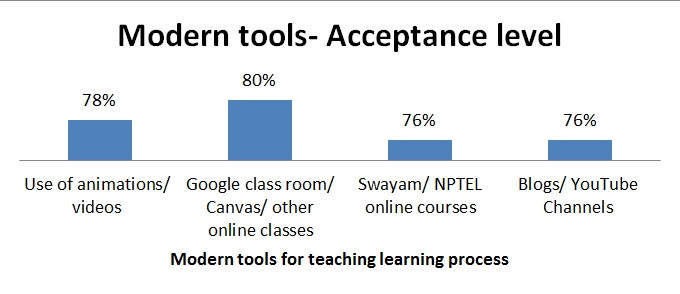 Modern tools- Acceptance level
78%
80%
76%
76%
Use of animations/
videos
Google class room/
Canvas/ other
online classes
Swayam/ NPTEL
online courses
Blogs/ YouTube
Channels
Modern tools for teaching learning process